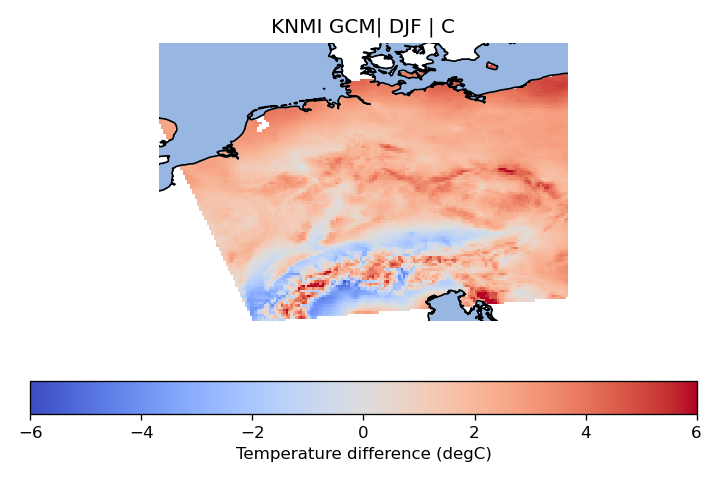 KNMI GCM| DJF | C
−6 −4 −2 0 2 4 6
Temperature difference (degC)